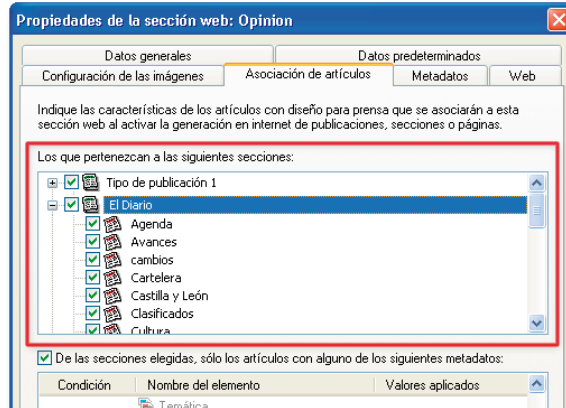 Propiedades de la sección web: Opinion
Datos generales
Datos predeterminados
Configuración de las imágenes
Asociación de artículos
Metadatos
Web
Indique las características de los artículos con diseño para prensa que se asociarán a esta
sección web al activar la generación en internet de publicaciones, secciones o páginas.
Los que pertenezcan a las siguientes secciones:
Tipo de publicación 1
El Diario
Agenda
Avances
cambios
Cartelera
Castilla y León
Clasificados
Cultura
De las secciones elegidas, sólo los artículos con alguno de los siguientes metadatos:
Condición
Nombre del elemento
Valores aplicados
Temática